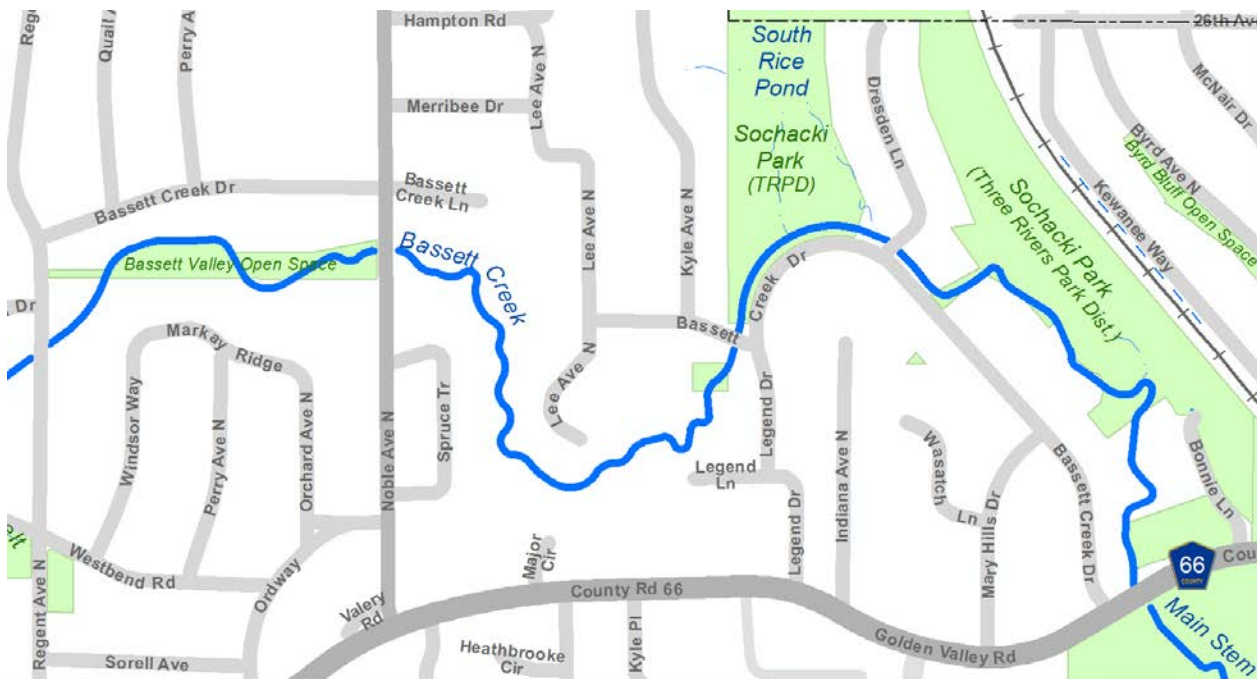 Reg
Quail A
Perry A
Hampton Rd
Lee Ave N
Merribee Dr
South
Rice
Pond
Sochacki
Park
(TRPD)
Dresden Ln
26th Av
McNair Dr
Byrd Ave N
Byrd Bluff Open Space
Kewanee Way
Sochacki Park
(Three Rivers Park Dist.)
Bassett Creek Dr
Bassett
Creek Ln
Bassett Creek
Bassett Valley Open Space
Lee Ave N
Kyle Ave N
Bassett
Creek Dr
Dr
Markay Ridge
Windsor Way
Perry Ave N
Orchard Ave N
Noble Ave N
Spruce Tr
Lee Ave N
Legend Dr
Legend
Ln
Legend Dr
Indiana Ave N
Wasatch
Ln
Mary Hills Dr
Bassett Creek Dr
Bonnie Ln
elt
Westbend Rd
Regent Ave N
Ordway
Valery
Rd
Major
Cir
County Rd 66
66
COUNTY
Cou
Main Stem
Sorell Ave
Heathbrooke
Cir
Kyle Pl
Golden Valley Rd